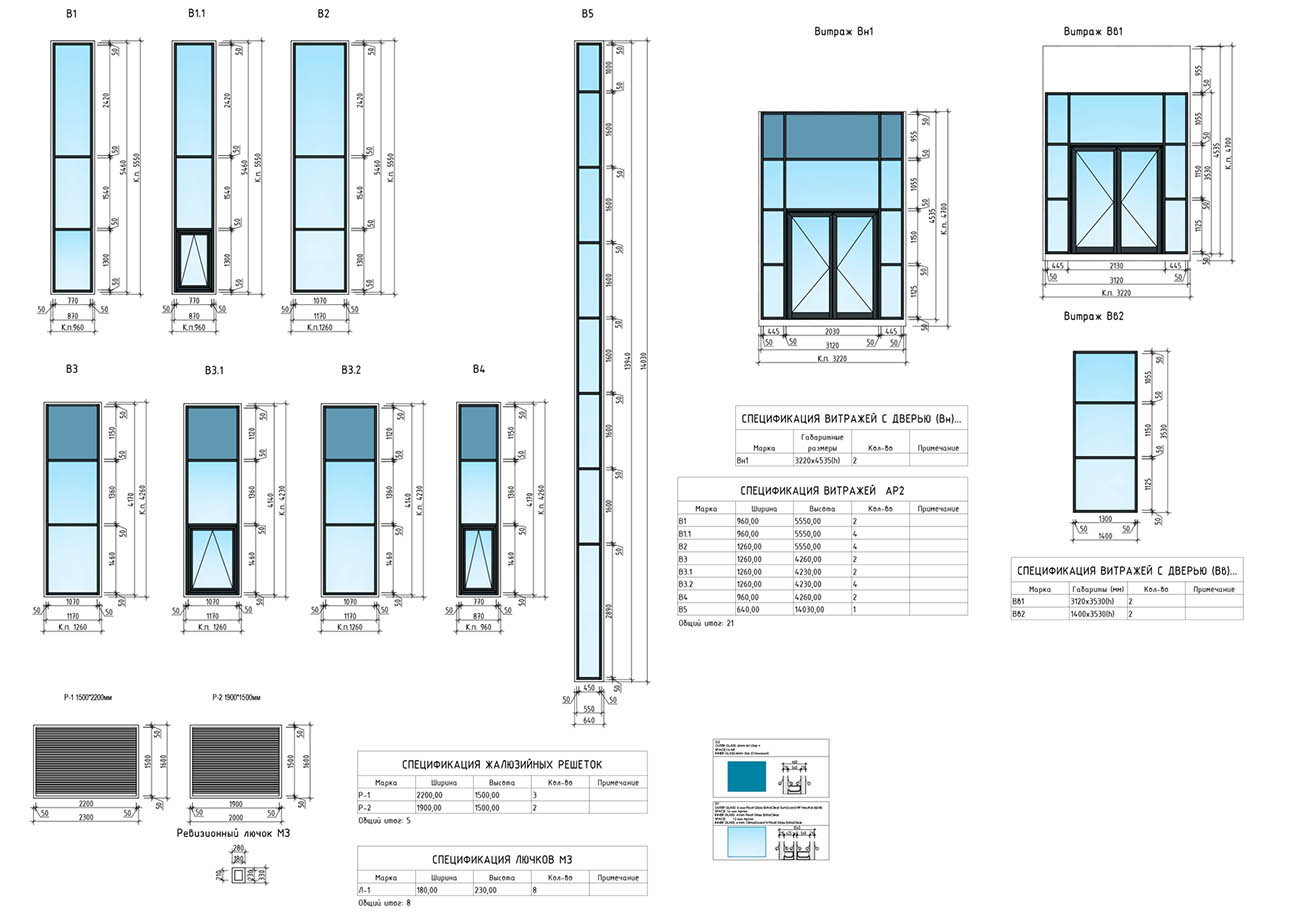 В1
В1.1
В2
В5
Витраж Вн1
Витраж Вв1
50
2420
50
1540
50
1300
50
5460
К.п. 5550
770
50
50
870
К.п.960
50
2420
50
1540
50
1300
50
5460
К.п. 5550
770
50
50
870
К.п.960
50
2420
50
1540
50
1300
50
5460
К.п. 5550
1070
50
50
1170
К.п.1260
50
1000
50
1600
50
1600
50
1600
50
1600
50
1600
50
1600
50
2890
50
13940
14030
450
50
50
550
640
50
955
50
1055
50
1150
50
1125
50
4535
К.п. 4700
445
2030
445
50
50
50
50
3120
К.п. 3220
955
50
1055
1150
50
1125
50
3530
4535
К.п. 4700
445
2130
445
50
50
3120
К.п. 3220
Витраж Вв2
50
1055
50
1150
50
1125
50
3530
1300
50
50
1400
В3
В3.1
В3.2
В4
50
1150
50
1360
50
1460
50
4170
К.п. 4260
1070
50
50
1170
К.п. 1260
50
1120
50
1360
50
1460
50
4140
К.п. 4230
1070
50
50
1170
К.п.1260
50
1120
50
1360
50
1460
50
4140
К.п. 4230
1070
50
50
1170
К.п.1260
50
1150
50
1360
50
1460
50
4170
К.п. 4260
770
50
50
870
К.п. 960
СПЕЦИФИКАЦИЯ ВИТРАЖЕЙ С ДВЕРЬЮ (Вн)...
Марка Габаритные размеры Кол-во Примечание
Вн1 3220x4535(h) 2
СПЕЦИФИКАЦИЯ ВИТРАЖЕЙ АР2
Марка Ширина Высота Кол-во Примечание
В1 960,00 5550,00 2
В1.1 960,00 5550,00 4
В2 1260,00 5550,00 4
В3 1260,00 4260,00 2
В3.1 1260,00 4230,00 2
В3.2 1260,00 4230,00 4
В4 960,00 4260,00 2
В5 640,00 14030,00 1
Общий итог: 21
СПЕЦИФИКАЦИЯ ВИТРАЖЕЙ С ДВЕРЬЮ (Вв)...
Марка Габариты (мм) Кол-во Примечание
Вв1 3120x3530(h) 2
Вв2 1400x3530(h) 2
Р-1 1500*2200мм
Р-2 1900*1500мм
50
1500
50
1600
2200
50
50
2300
50
1500
50
1600
1900
50
50
2000
Ревизионный лючок МЗ
280
180
210
230
330
СПЕЦИФИКАЦИЯ ЖАЛЮЗИЙНЫХ РЕШЕТОК
Марка Ширина Высота Кол-во Примечание
Р-1 2200,00 1500,00 3
Р-2 1900,00 1500,00 2
Общий итог: 5
СПЕЦИФИКАЦИЯ ЛЮЧКОВ МЗ
Марка Ширина Высота Кол-во Примечание
Л-1 180,00 230,00 8
Общий итог: 8